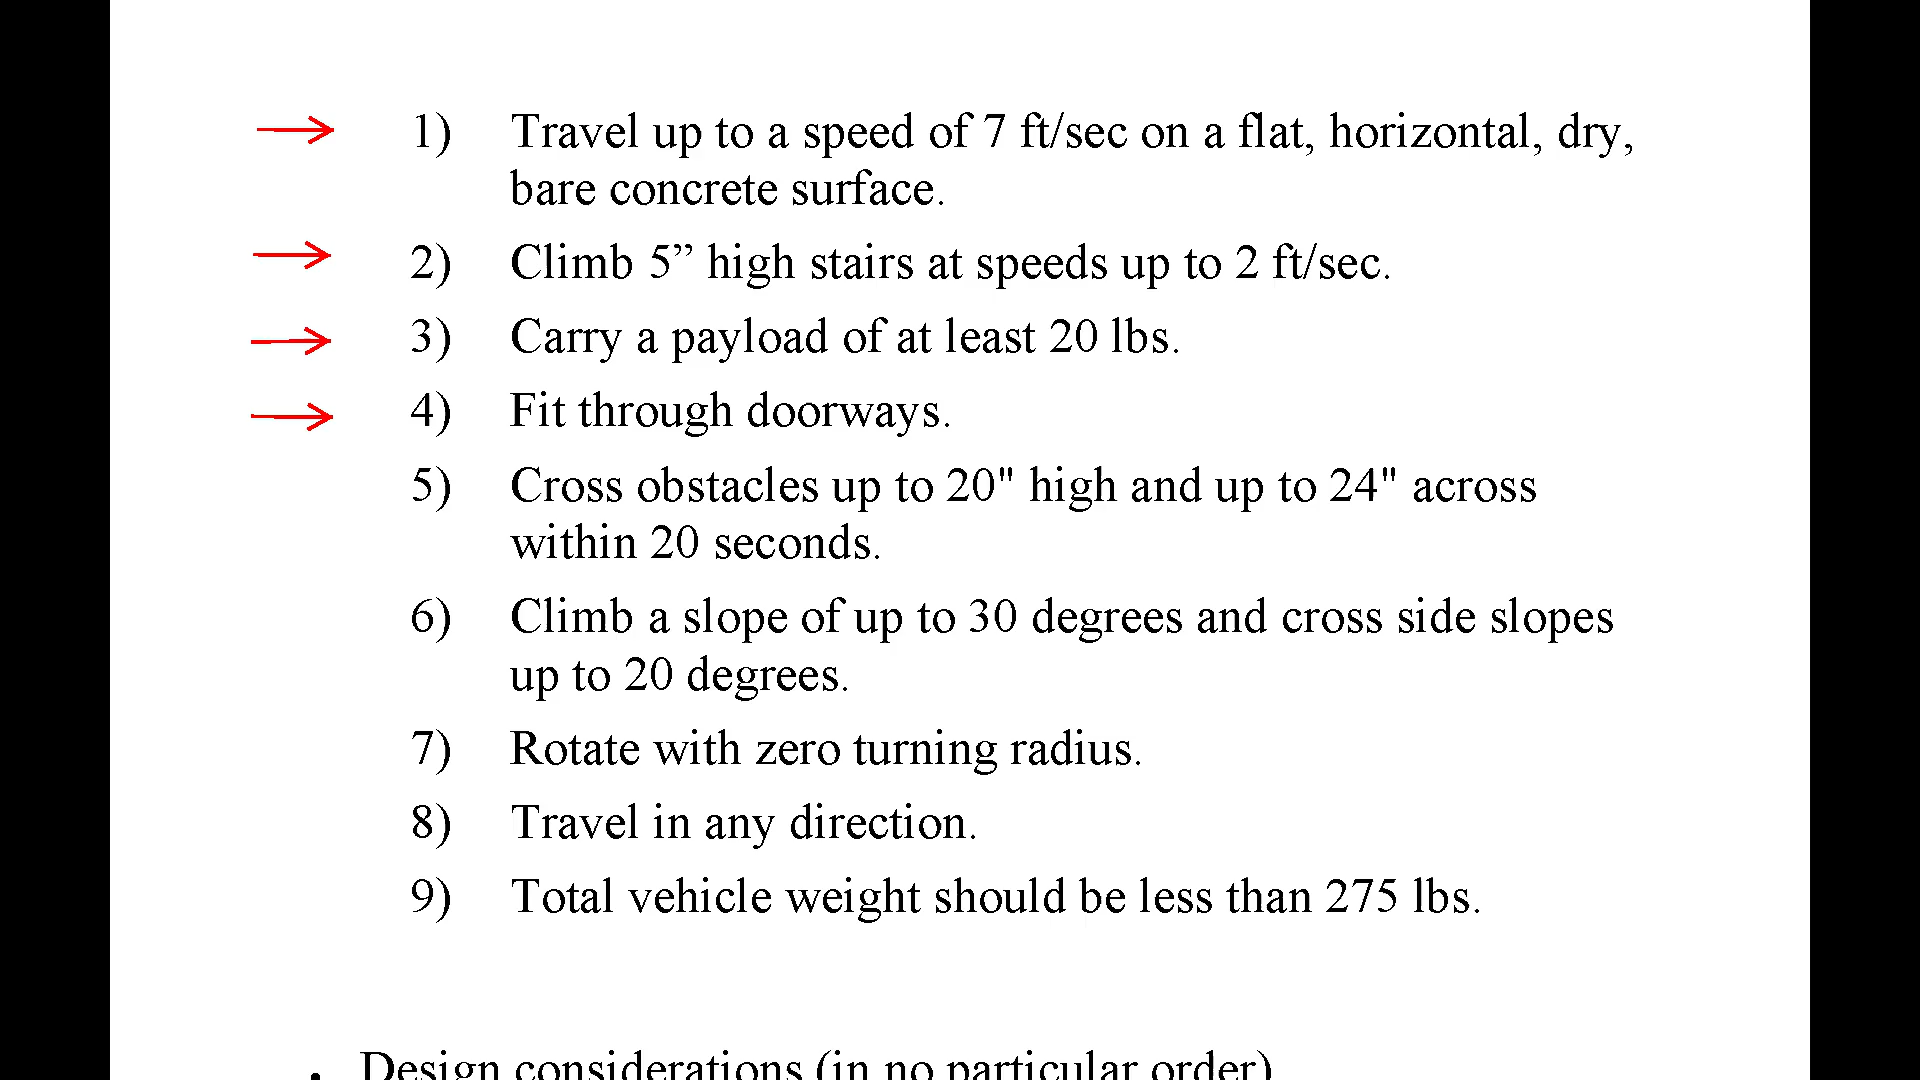 1) Travel up to a speed of 7 ft/sec on a flat, horizontal, dry,
bare concrete surface.
2) Climb 5” high stairs at speeds up to 2 ft/sec.
3) Carry a payload of at least 20 lbs.
4) Fit through doorways.
5) Cross obstacles up to 20" high and up to 24" across
within 20 seconds.
6) Climb a slope of up to 30 degrees and cross side slopes
up to 20 degrees.
7) Rotate with zero turning radius.
8) Travel in any direction.
9) Total vehicle weight should be less than 275 lbs.
• Design considerations (in no particular order)